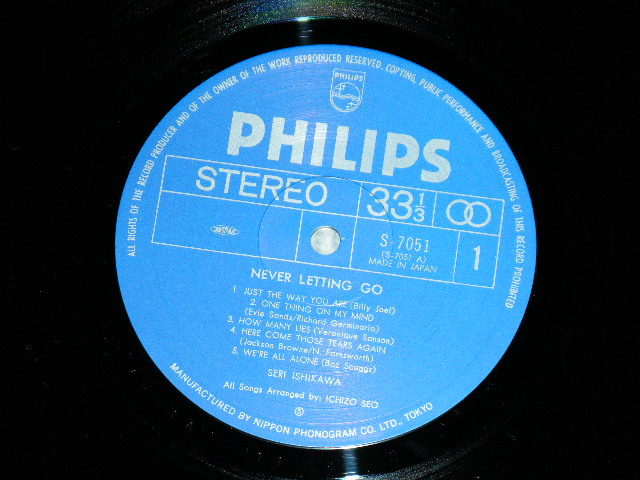 ALL RIGHTS OF THE RECORD PRODUCER AND OF THE OWNER OF THE WORK REPRODUCED RESERVED. COPYING, PUBLIC PERFORMANCE AND BROADCASTING OF THIS RECORD PROHIBITED
PHILIPS
PHILIPS
STEREO
33 1/3
S-7051
(S-7051 A)
MADE IN JAPAN
1
NEVER LETTING GO
1. JUST THE WAY YOU ARE (Billy Joel)
2. ONE THING ON MY MIND
(Evie Sands/Richard Germinario)
3. HOW MANY LIES (Veronique Sanson)
4. HERE COME THOSE TEARS AGAIN
(Jackson Browne/N. Farnsworth)
5. WE'RE ALL ALONE (Boz Scaggs)
SERI ISHIKAWA
All Songs Arranged by: ICHIZO SEO
MANUFACTURED BY NIPPON PHONOGRAM CO. LTD., TOKYO